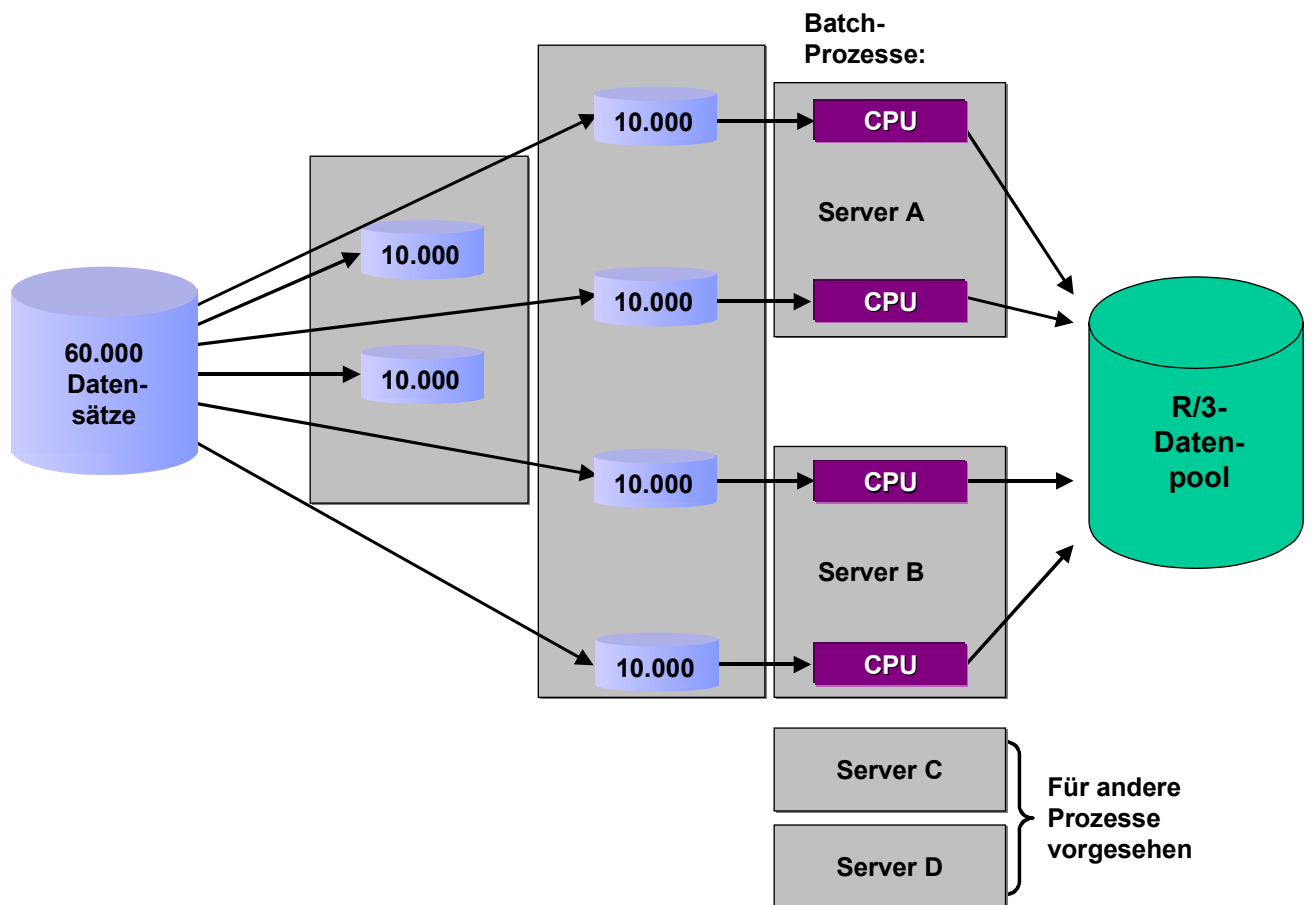 Batch-
Prozesse:
10.000
CPU
10.000
Server A
10.000
CPU
60.000
Daten-
sätze
10.000
R/3-
Daten-
pool
10.000
CPU
Server B
10.000
CPU
Server C
Für andere
Prozesse
vorgesehen
Server D